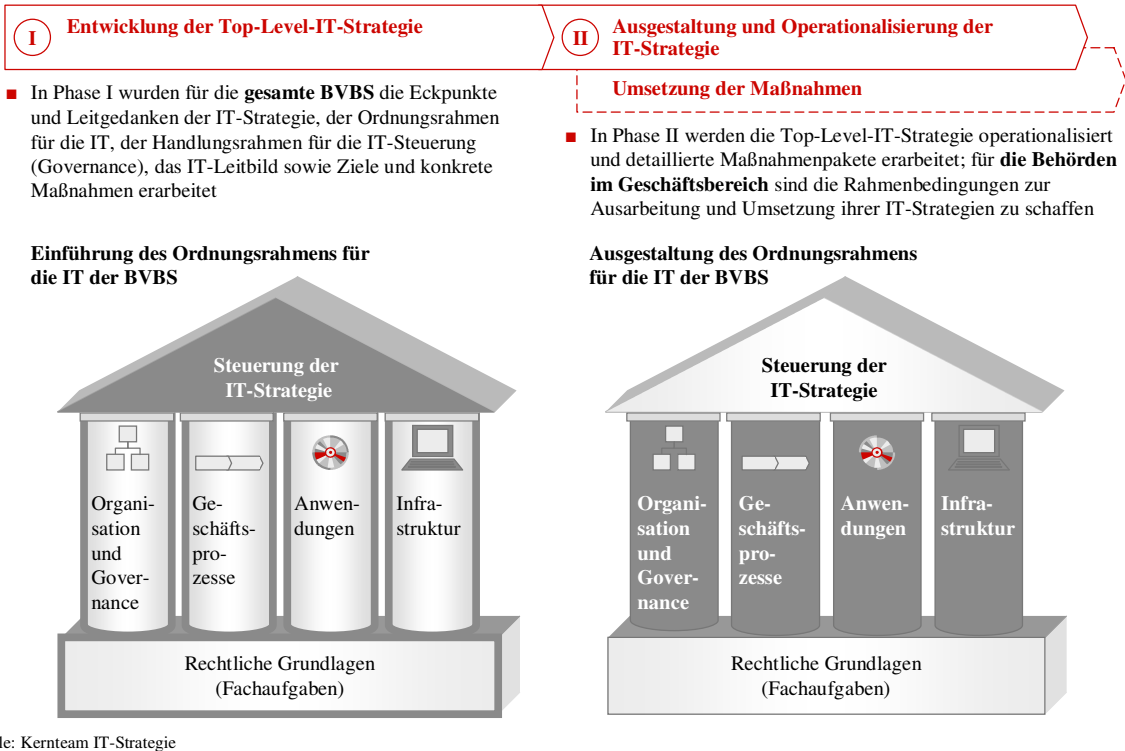 I
Entwicklung der Top-Level-IT-Strategie
II
Ausgestaltung und Operationalisierung der
IT-Strategie
Umsetzung der Maßnahmen
■ In Phase I wurden für die gesamte BVBS die Eckpunkte
und Leitgedanken der IT-Strategie, der Ordnungsrahmen
für die IT, der Handlungsrahmen für die IT-Steuerung
(Governance), das IT-Leitbild sowie Ziele und konkrete
Maßnahmen erarbeitet
■ In Phase II werden die Top-Level-IT-Strategie operationalisiert
und detaillierte Maßnahmenpakete erarbeitet; für die Behörden
im Geschäftsbereich sind die Rahmenbedingungen zur
Ausarbeitung und Umsetzung ihrer IT-Strategien zu schaffen
Einführung des Ordnungsrahmens für
die IT der BVBS
Steuerung der
IT-Strategie
Organi-
sation
und
Gover-
nance
Ge-
schäfts-
pro-
zesse
Anwen-
dungen
Infra-
struktur
Rechtliche Grundlagen
(Fachaufgaben)
Ausgestaltung des Ordnungsrahmens
für die IT der BVBS
Steuerung der
IT-Strategie
Organi-
sation
und
Gover-
nance
Ge-
schäfts-
pro-
zesse
Anwen-
dungen
Infra-
struktur
Rechtliche Grundlagen
(Fachaufgaben)
le: Kernteam IT-Strategie